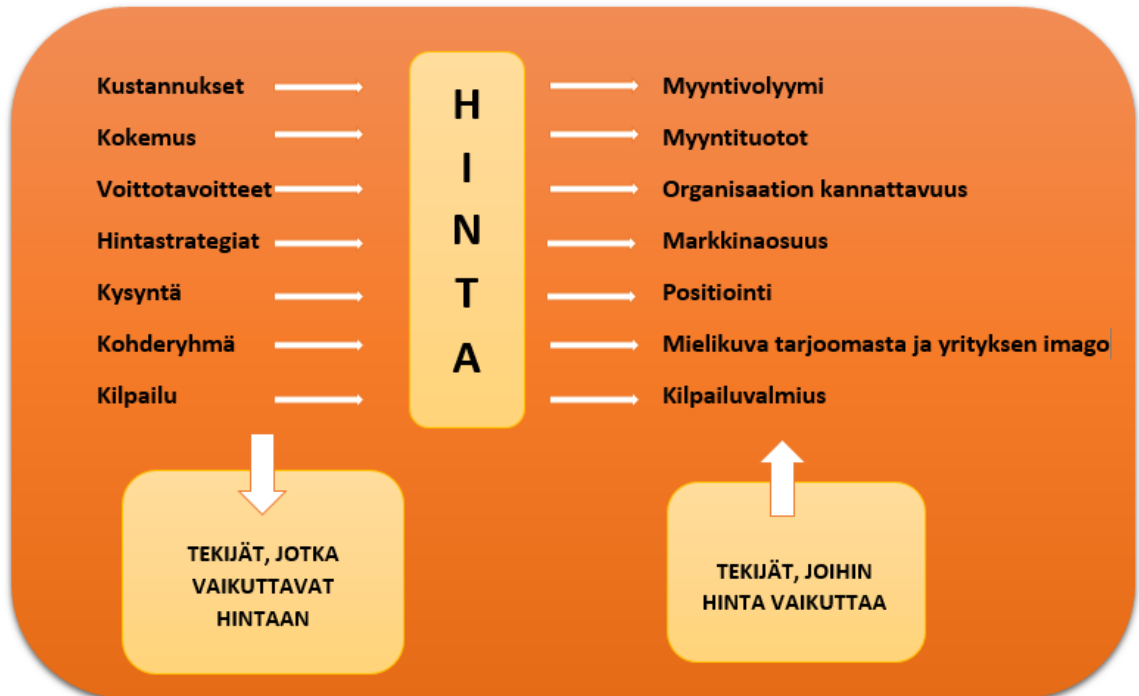 Kustannukset
Kokemus
Voittotavoitteet
Hintastrategiat
Kysyntä
Kohderyhmä
Kilpailu
H
I
N
T
A
Myyntivolyymi
Myyntituotot
Organisaation kannattavuus
Markkinaosuus
Positiointi
Mielikuva tarjoomasta ja yrityksen imago
Kilpailuvalmius
TEKIJÄT, JOTKA
VAIKUTTAVAT
HINTAAN
TEKIJÄT, JOIHIN
HINTA VAIKUTTAA